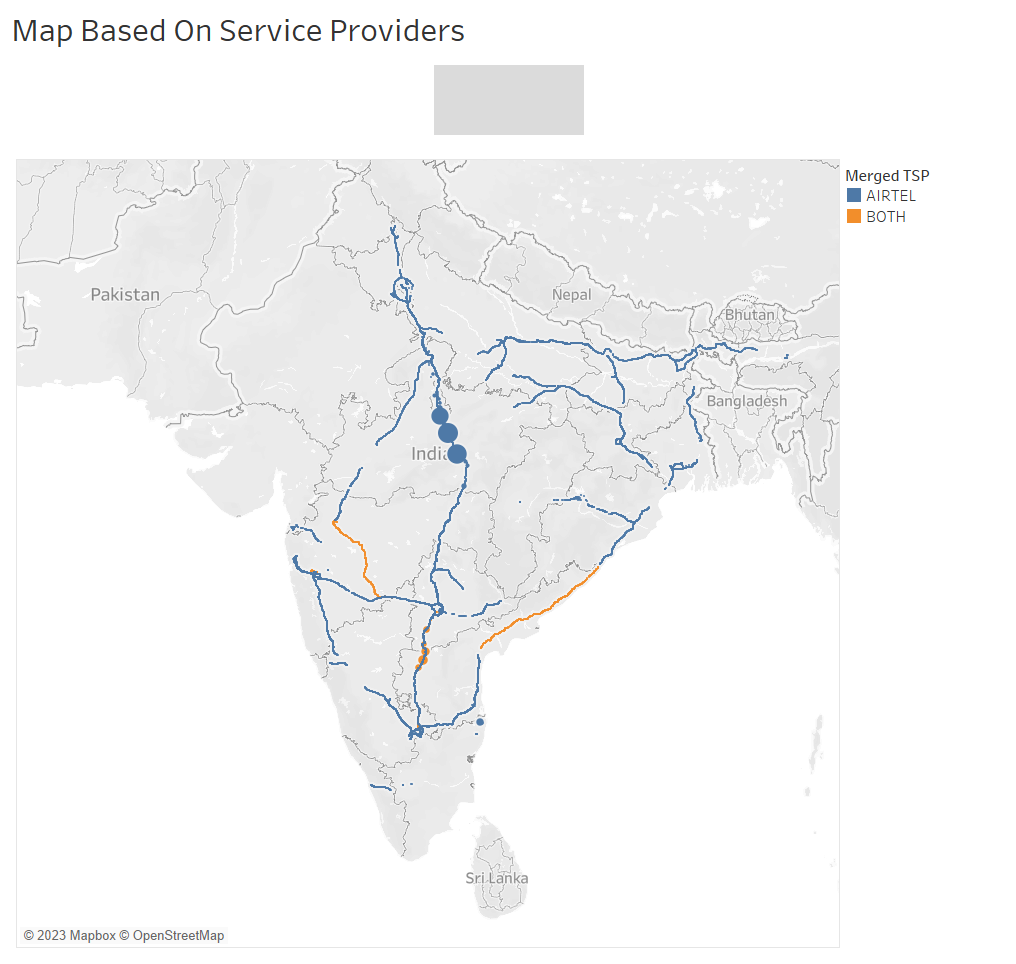 Map Based On Service Providers
Merged TSP
AIRTEL
BOTH
Pakistan
Nepal
Bhutan
Bangladesh
India
Sri Lanka
© 2023 Mapbox © OpenStreetMap